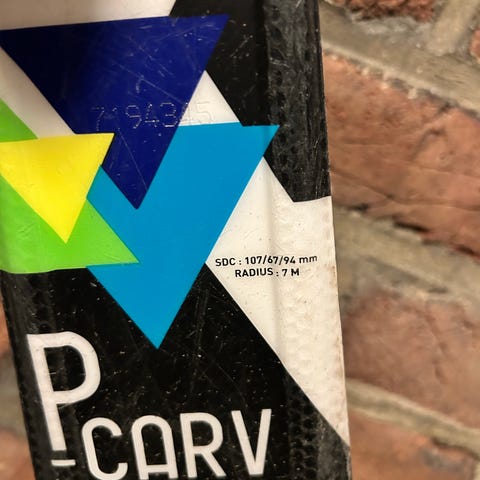 7194345
SDC : 107/67/94 mm
RADIUS : 7 M
P
CARV